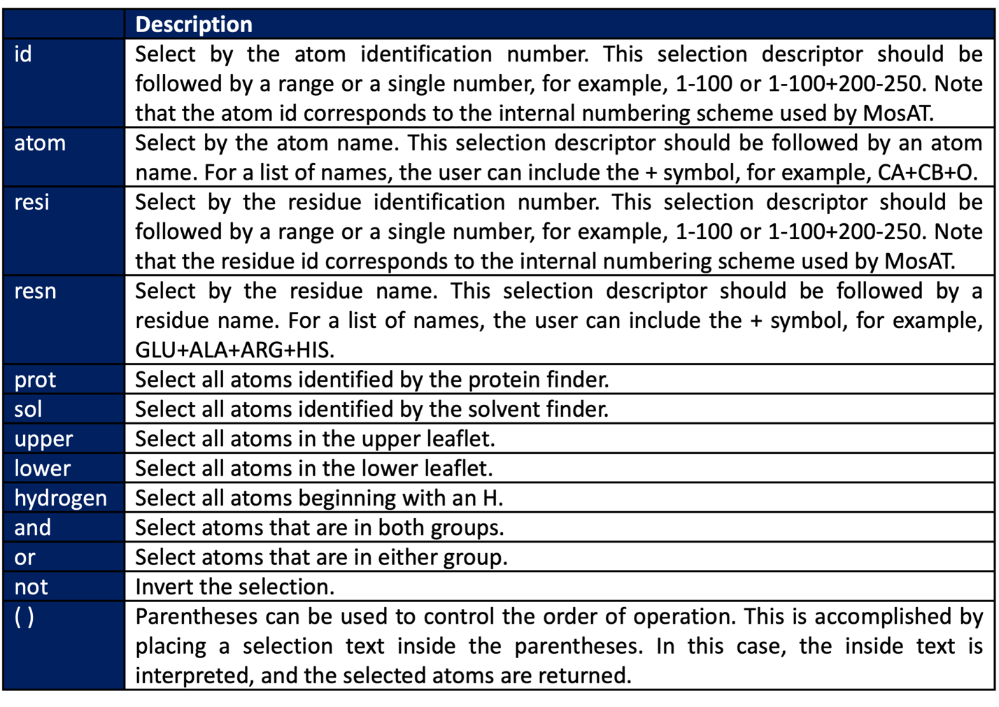 Description
id Select by the atom identification number. This selection descriptor should be
followed by a range or a single number, for example, 1-100 or 1-100+200-250. Note
that the atom id corresponds to the internal numbering scheme used by MosAT.
atom Select by the atom name. This selection descriptor should be followed by an atom
name. For a list of names, the user can include the + symbol, for example, CA+CB+O.
resi Select by the residue identification number. This selection descriptor should be
followed by a range or a single number, for example, 1-100 or 1-100+200-250. Note
that the residue id corresponds to the internal numbering scheme used by MosAT.
resn Select by the residue name. This selection descriptor should be followed by a
residue name. For a list of names, the user can include the + symbol, for example,
GLU+ALA+ARG+HIS.
prot Select all atoms identified by the protein finder.
sol Select all atoms identified by the solvent finder.
upper Select all atoms in the upper leaflet.
lower Select all atoms in the lower leaflet.
hydrogen Select all atoms beginning with an H.
and Select atoms that are in both groups.
or Select atoms that are in either group.
not Invert the selection.
( ) Parentheses can be used to control the order of operation. This is accomplished by
placing a selection text inside the parentheses. In this case, the inside text is
interpreted, and the selected atoms are returned.